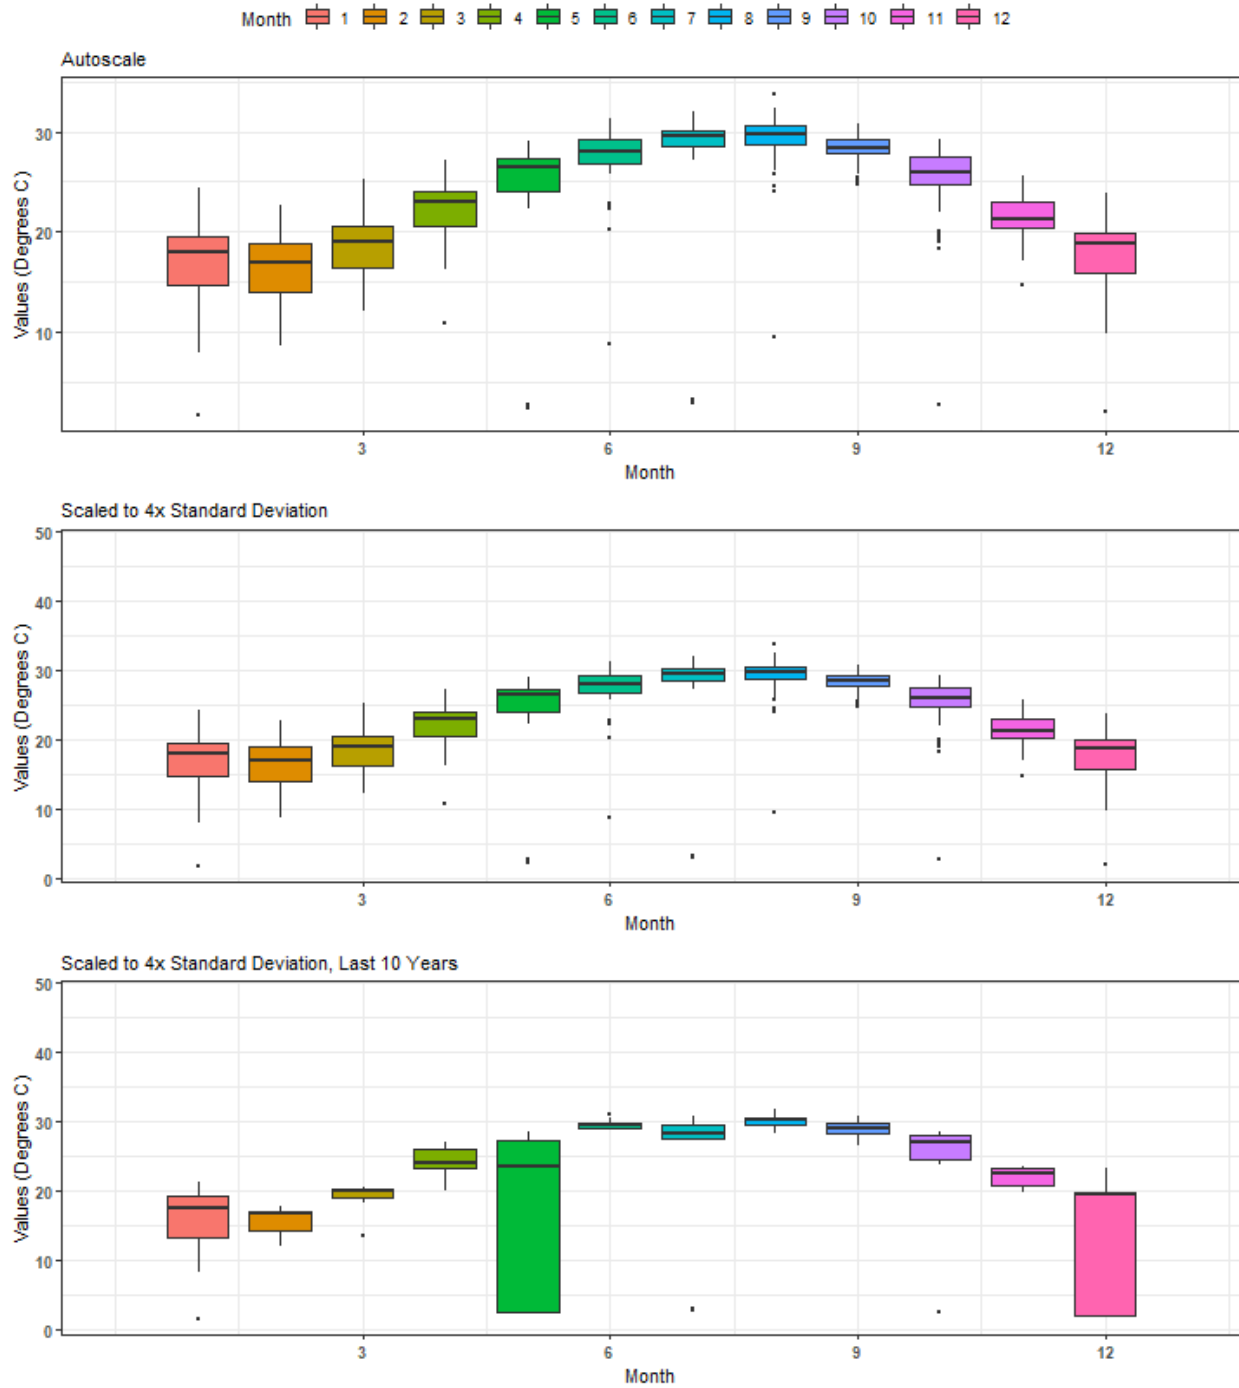 Month 1 2 3 4 5 6 7 8 9 10 11 12
Autoscale
Values (Degrees C)
30
20
10
3 6 9 12
Month
Scaled to 4x Standard Deviation
Values (Degrees C)
50
40
30
20
10
0
3 6 9 12
Month
Scaled to 4x Standard Deviation, Last 10 Years
Values (Degrees C)
50
40
30
20
10
0
3 6 9 12
Month